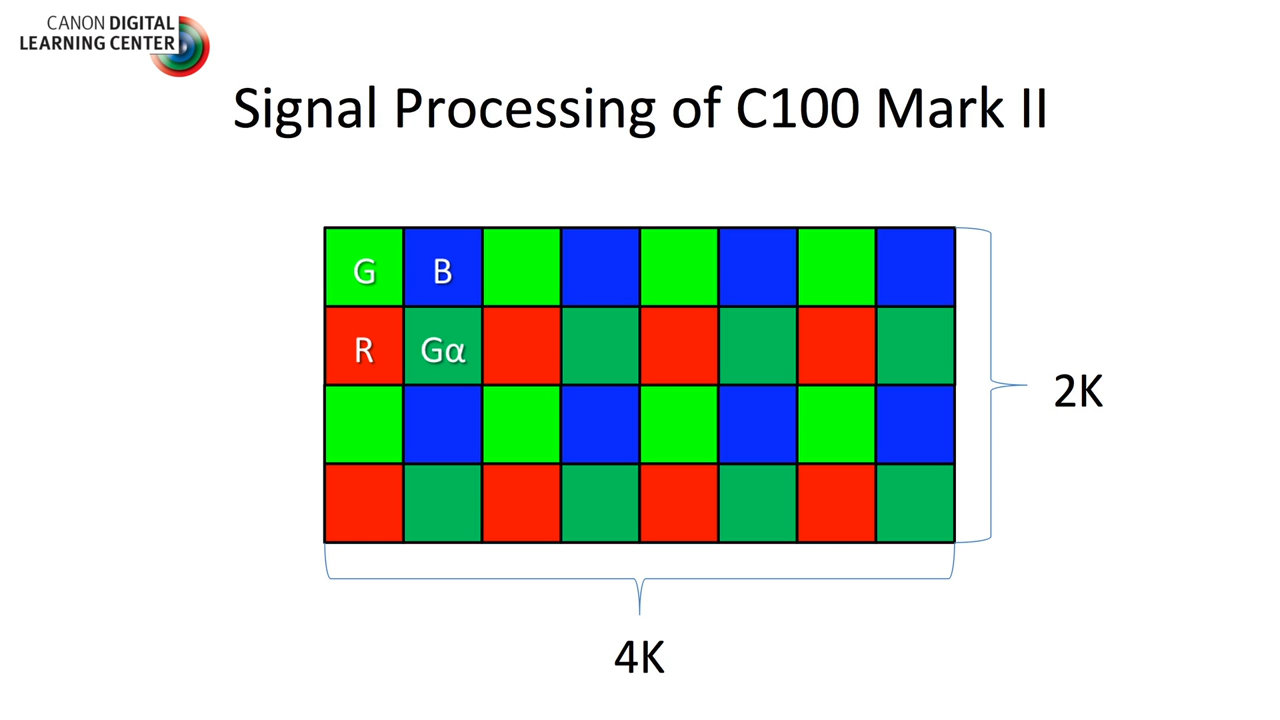 CANON DIGITAL
LEARNING CENTER
Signal Processing of C100 Mark II
G B
R Gα
2K
4K